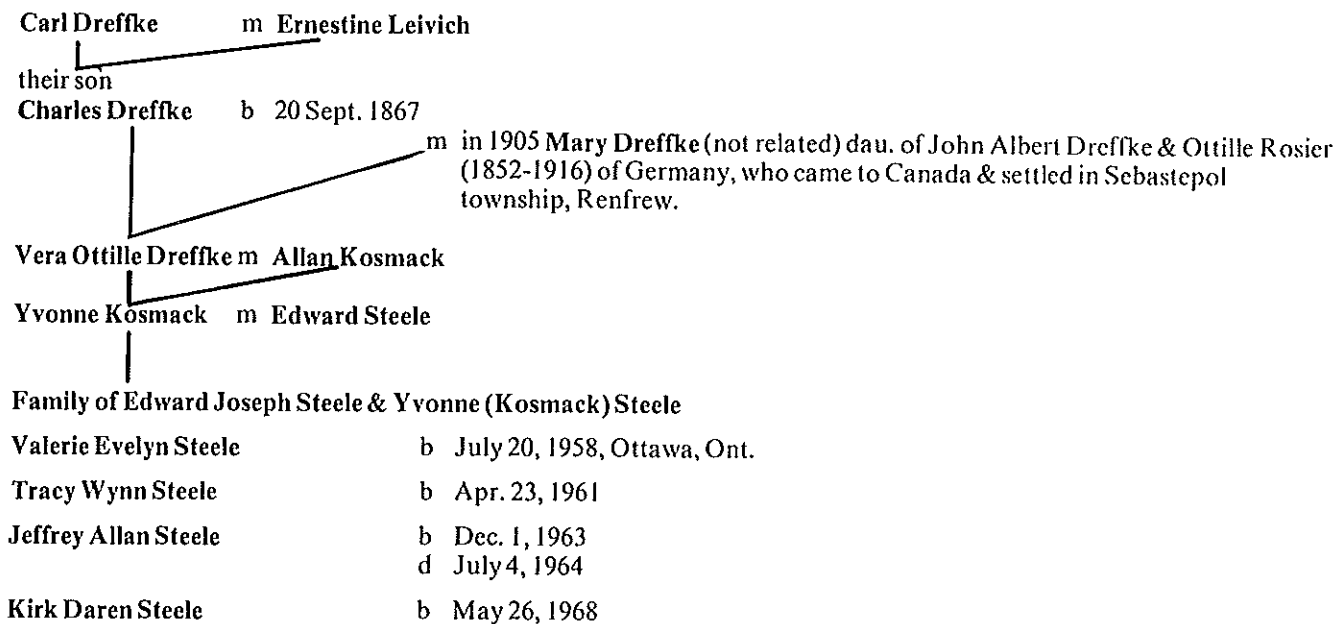 Carl Dreffke m Ernestine Leivich
their son
Charles Dreffke b 20 Sept. 1867
m in 1905 Mary Dreffke (not related) dau. of John Albert Dreffke & Ottille Rosier
(1852-1916) of Germany, who came to Canada & settled in Sebastepol
township, Renfrew.
Vera Ottille Dreffke m Allan Kosmack
Yvonne Kosmack m Edward Steele
Family of Edward Joseph Steele & Yvonne (Kosmack) Steele
Valerie Evelyn Steele b July 20, 1958, Ottawa, Ont.
Tracy Wynn Steele b Apr. 23, 1961
Jeffrey Allan Steele b Dec. 1, 1963
d July 4, 1964
Kirk Daren Steele b May 26, 1968